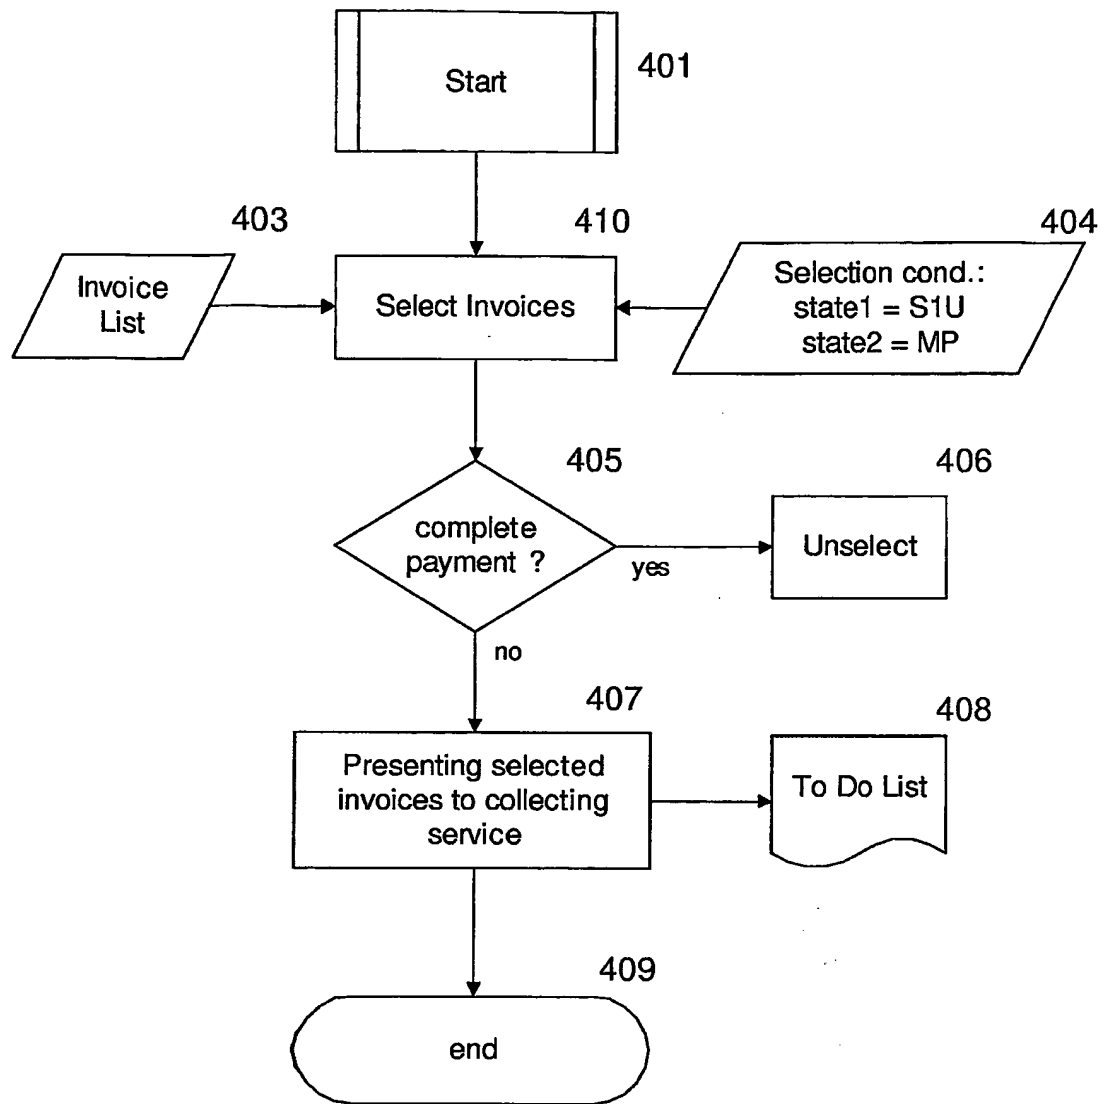 Start
401
403
410
404
Invoice
List
Select Invoices
Selection cond.:
state1 = S1U
state2 = MP
405
406
complete
payment ?
yes
Unselect
no
407
408
Presenting selected
invoices to collecting
service
To Do List
409
end